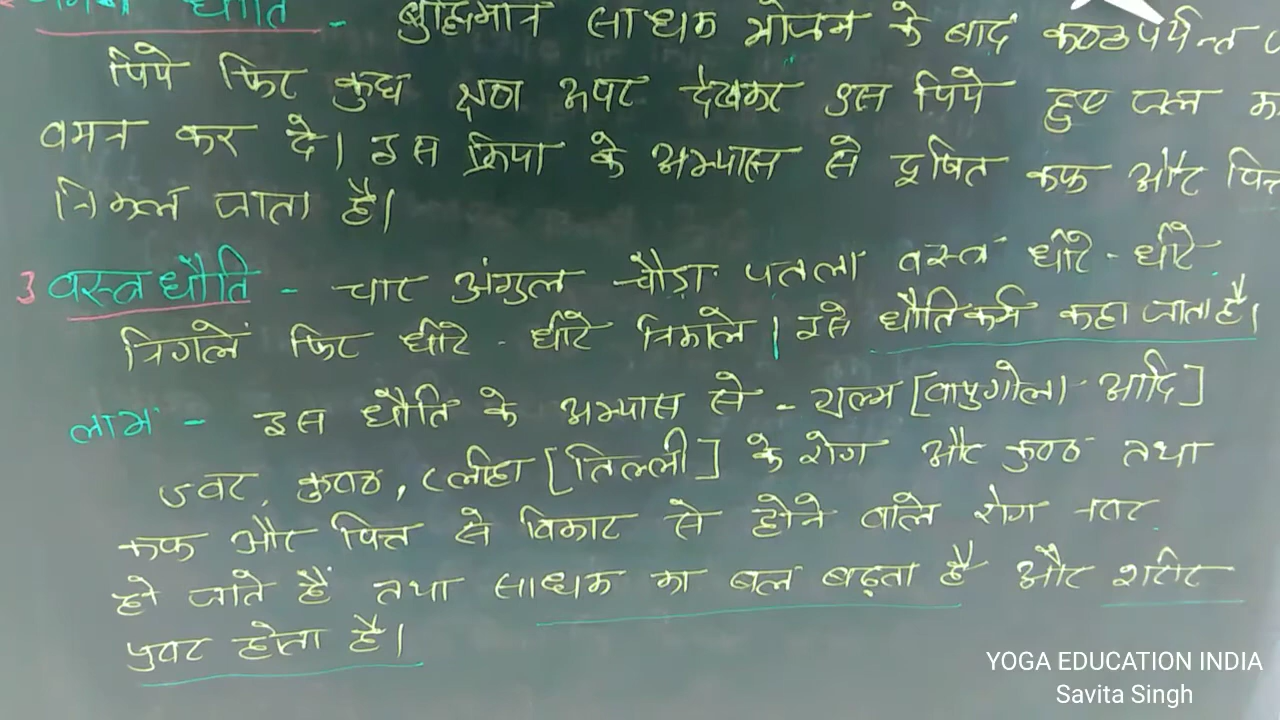 धौति - बुद्धिमान साधक भोजन के बाद कण्ठपर्यन्त
पिये फिर कुछ क्षण ऊपर देखकर इस पिये हुए जल
वमन कर दे। इस क्रिया के अभ्यास से दूषित कफ और पित्त
निकल जाता है।
3 वस्त्र धौति - चार अंगुल चौड़ा पतला वस्त्र धीरे - धीरे
निगले फिर धीरे - धीरे निकाले। इसे धौतिकर्म कहा जाता है।
लाभ - इस धौति के अभ्यास से - गुल्म [वायुगोला आदि]
ज्वर, कुष्ठ, प्लीहा [तिल्ली] के रोग और कुष्ठ तथा
कफ और पित्त से विकार से होने वाले रोग नष्ट
हो जाते हैं तथा साधक का बल बढ़ता है और शरीर
पुष्ट होता है।
YOGA EDUCATION INDIA
Savita Singh